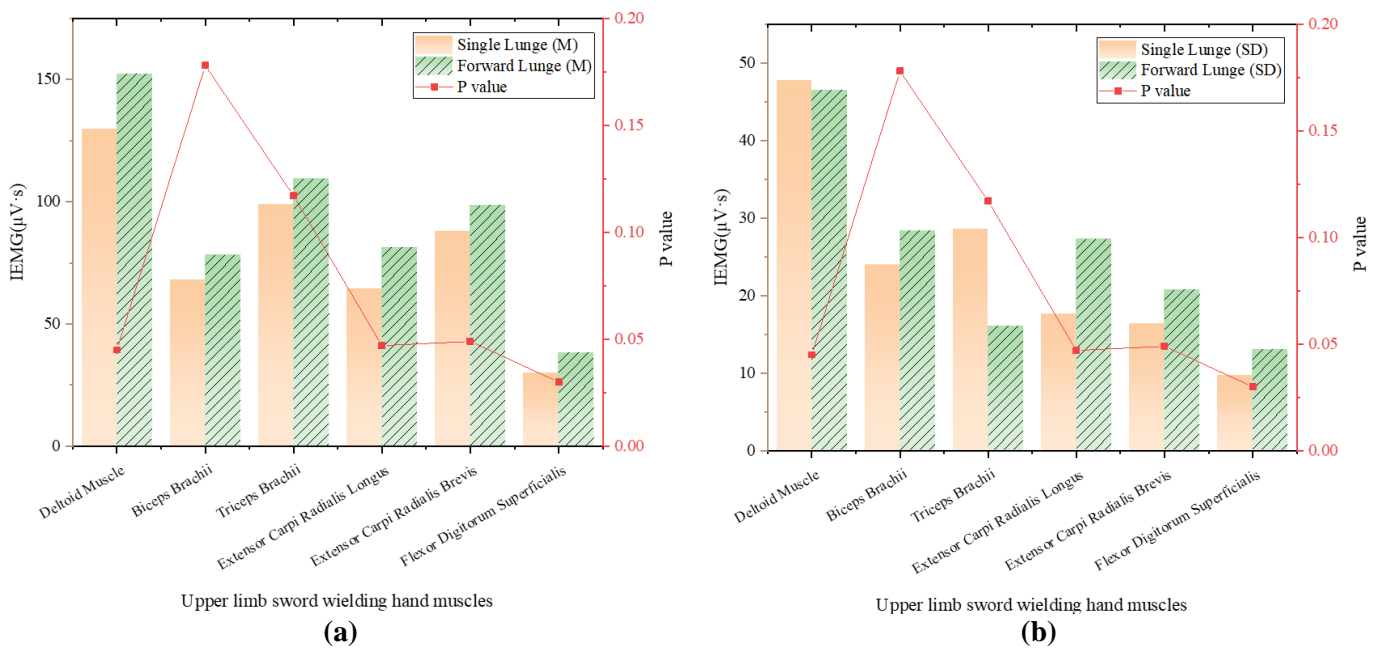 Single Lunge (M)
Forward Lunge (M)
P value
IEMG(µV·s)
0
50
100
150
0.00
0.05
0.10
0.15
0.20
P value
Deltoid Muscle
Biceps Brachii
Triceps Brachii
Extensor Carpi Radialis Longus
Extensor Carpi Radialis Brevis
Flexor Digitorum Superficialis
Upper limb sword wielding hand muscles
(a)
Single Lunge (SD)
Forward Lunge (SD)
P value
IEMG(µV·s)
0
10
20
30
40
50
0.00
0.05
0.10
0.15
0.20
P value
Deltoid Muscle
Biceps Brachii
Triceps Brachii
Extensor Carpi Radialis Longus
Extensor Carpi Radialis Brevis
Flexor Digitorum Superficialis
Upper limb sword wielding hand muscles
(b)